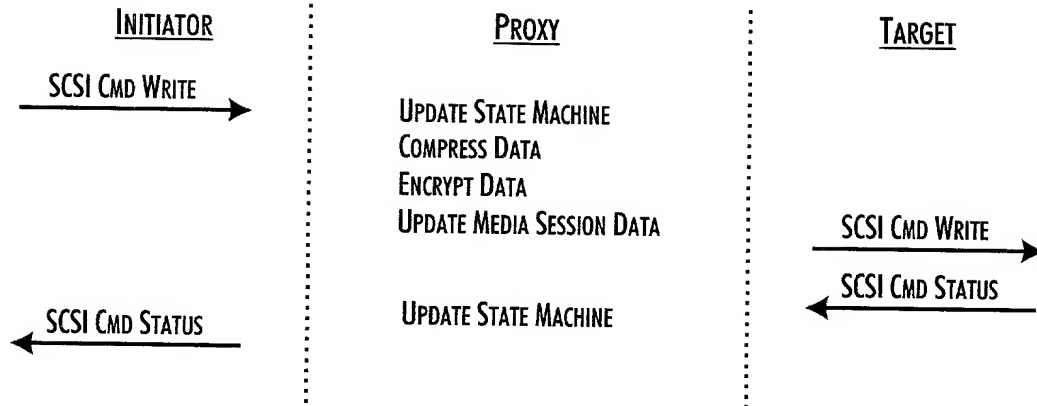 INITIATOR
PROXY
TARGET
SCSI CMD WRITE
UPDATE STATE MACHINE
COMPRESS DATA
ENCRYPT DATA
UPDATE MEDIA SESSION DATA
SCSI CMD WRITE
SCSI CMD STATUS
UPDATE STATE MACHINE
SCSI CMD STATUS